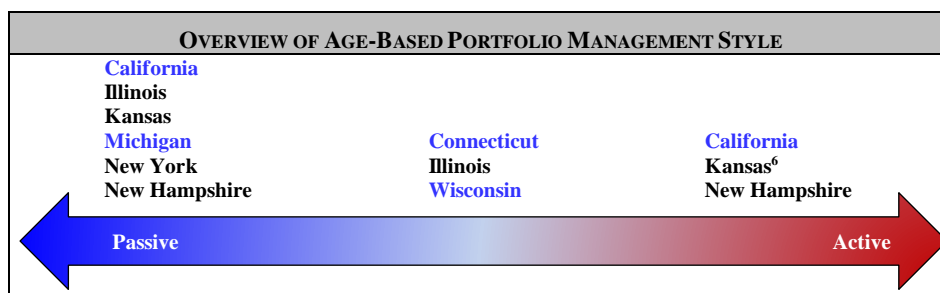 OVERVIEW OF AGE-BASED PORTFOLIO MANAGEMENT STYLE
California
Illinois
Kansas
Michigan Connecticut California
New York Illinois Kansas⁶
New Hampshire Wisconsin New Hampshire
Passive Active